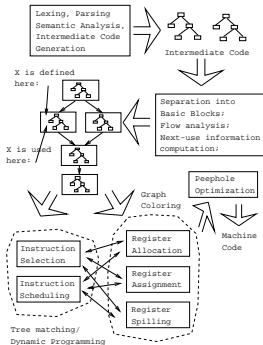 Lexing, Parsing
Semantic Analysis,
Intermediate Code
Generation
Intermediate Code
X is defined
here:
X is used
here:
Separation into
Basic Blocks;
Flow analysis;
Next-use information
computation;
Graph
Coloring
Peephole
Optimization
Machine
Code
Instruction
Selection
Instruction
Scheduling
Register
Allocation
Register
Assignment
Register
Spilling
Tree matching/
Dynamic Programming